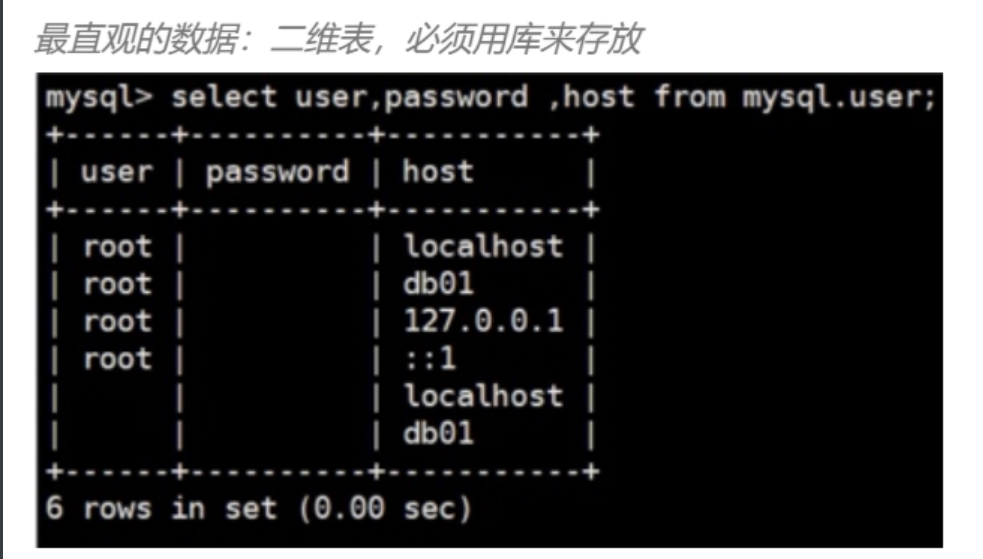 最直观的数据：二维表，必须用库来存放
mysql> select user,password ,host from mysql.user;
+------+----------+-----------+
| user | password | host      |
+------+----------+-----------+
| root |          | localhost |
| root |          | db01      |
| root |          | 127.0.0.1 |
| root |          | ::1       |
|      |          | localhost |
|      |          | db01      |
+------+----------+-----------+
6 rows in set (0.00 sec)